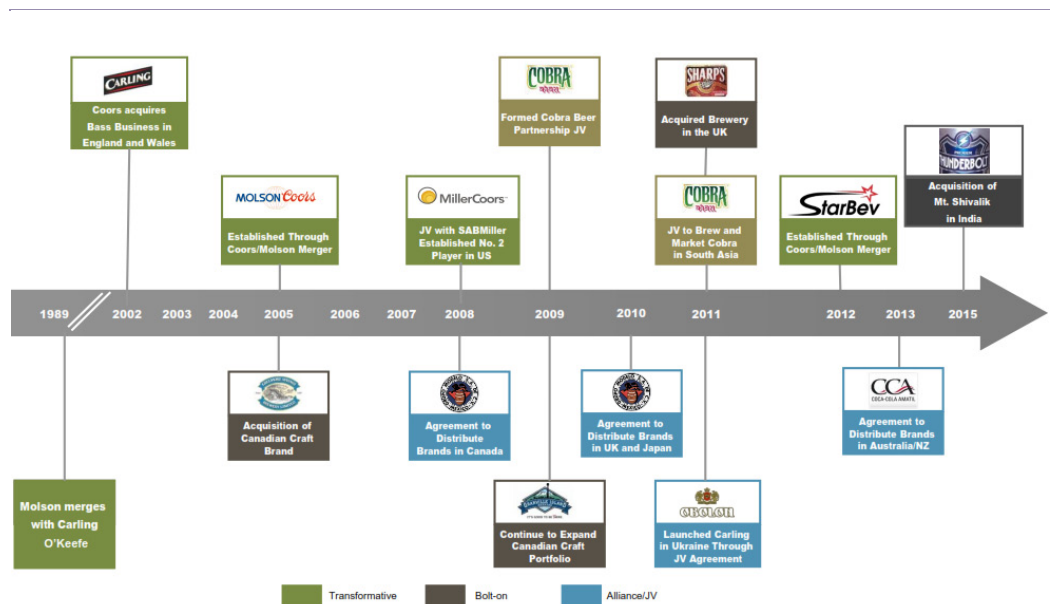 CARLING
Coors acquires
Bass Business in
England and Wales
COBRA
Formed Cobra Beer
Partnership JV
SHARP'S
Acquired Brewery
in the UK
THUNDERBOLT
Acquisition of
Mt. Shivalik
in India
MOLSON Coors
Established Through
Coors/Molson Merger
MillerCoors
JV with SABMiller
Established No. 2
Player in US
COBRA
JV to Brew and
Market Cobra
in South Asia
StarBev
Established Through
Coors/Molson Merger
1989
2002
2003
2004
2005
2006
2007
2008
2009
2010
2011
2012
2013
2015
Acquisition of
Canadian Craft
Brand
Agreement to
Distribute
Brands in Canada
Agreement to
Distribute Brands
in UK and Japan
CCA
COCA-COLA AMATIL
Agreement to
Distribute Brands
in Australia/NZ
Molson merges
with Carling
O'Keefe
GRANVILLE ISLAND
Continue to Expand
Canadian Craft
Portfolio
OBOLON
Launched Carling
in Ukraine Through
JV Agreement
Transformative
Bolt-on
Alliance/JV